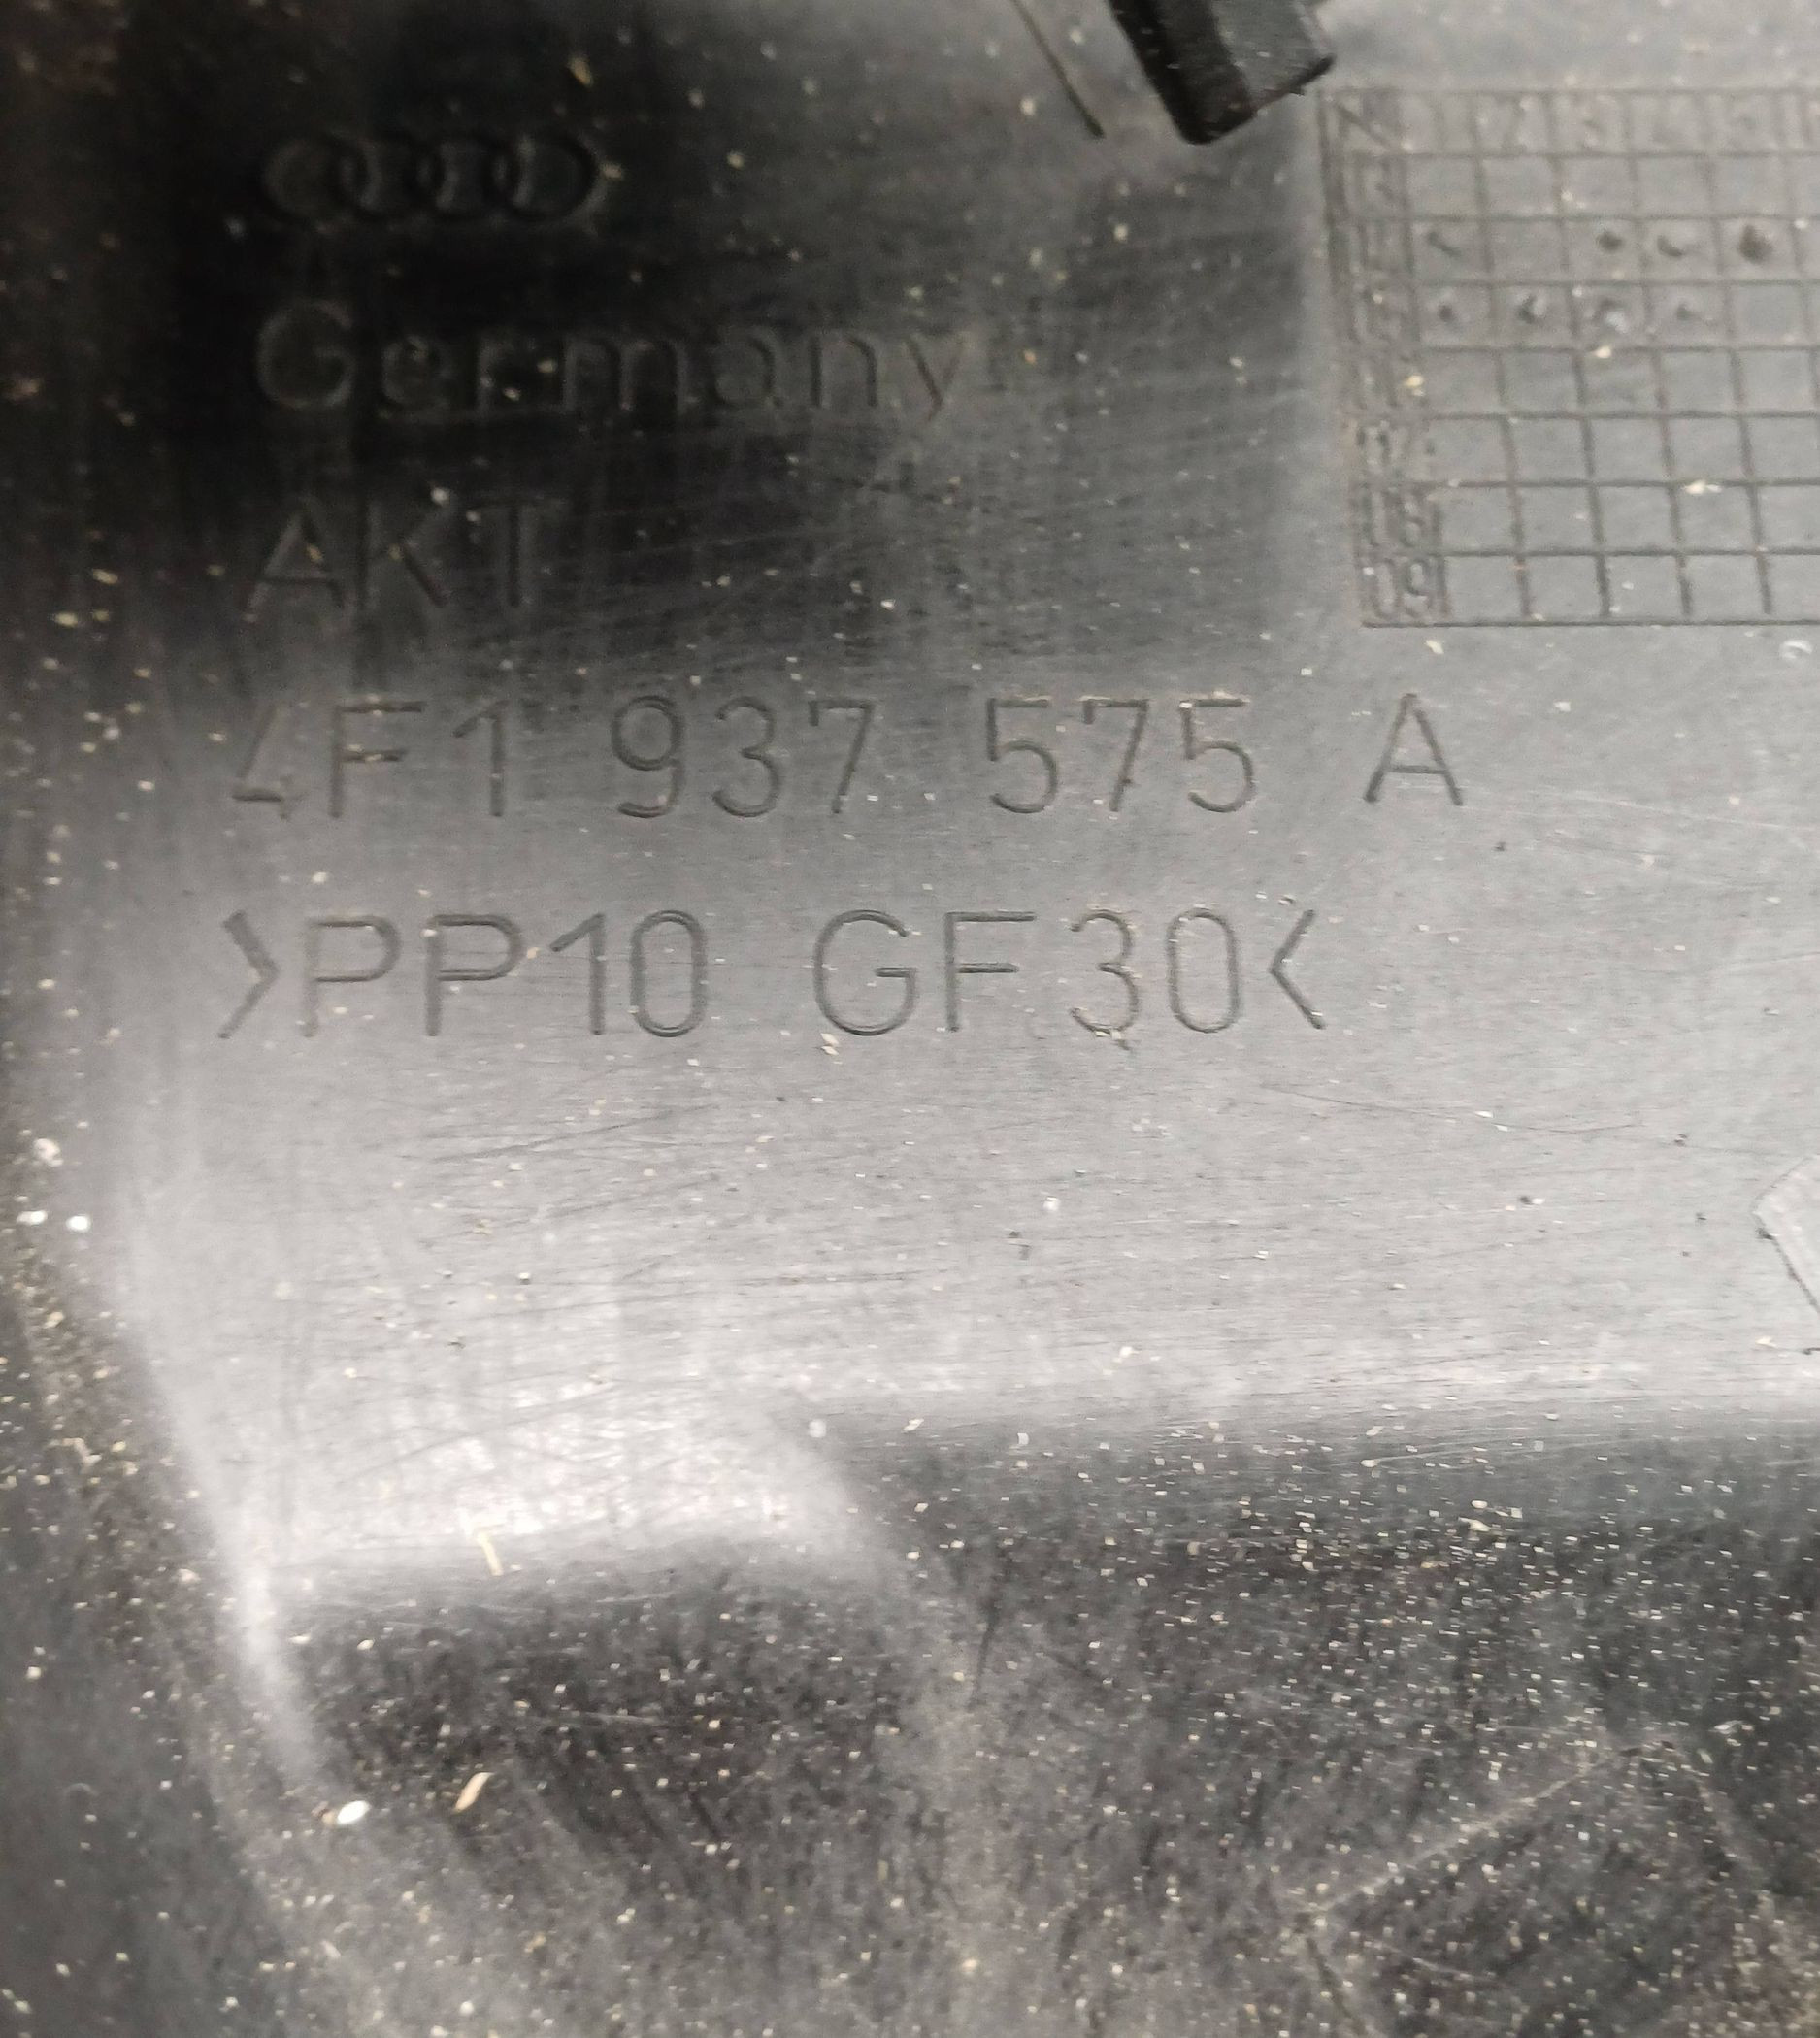 Germany
AKT
4F1 937 575 A
>PP10 GF30<